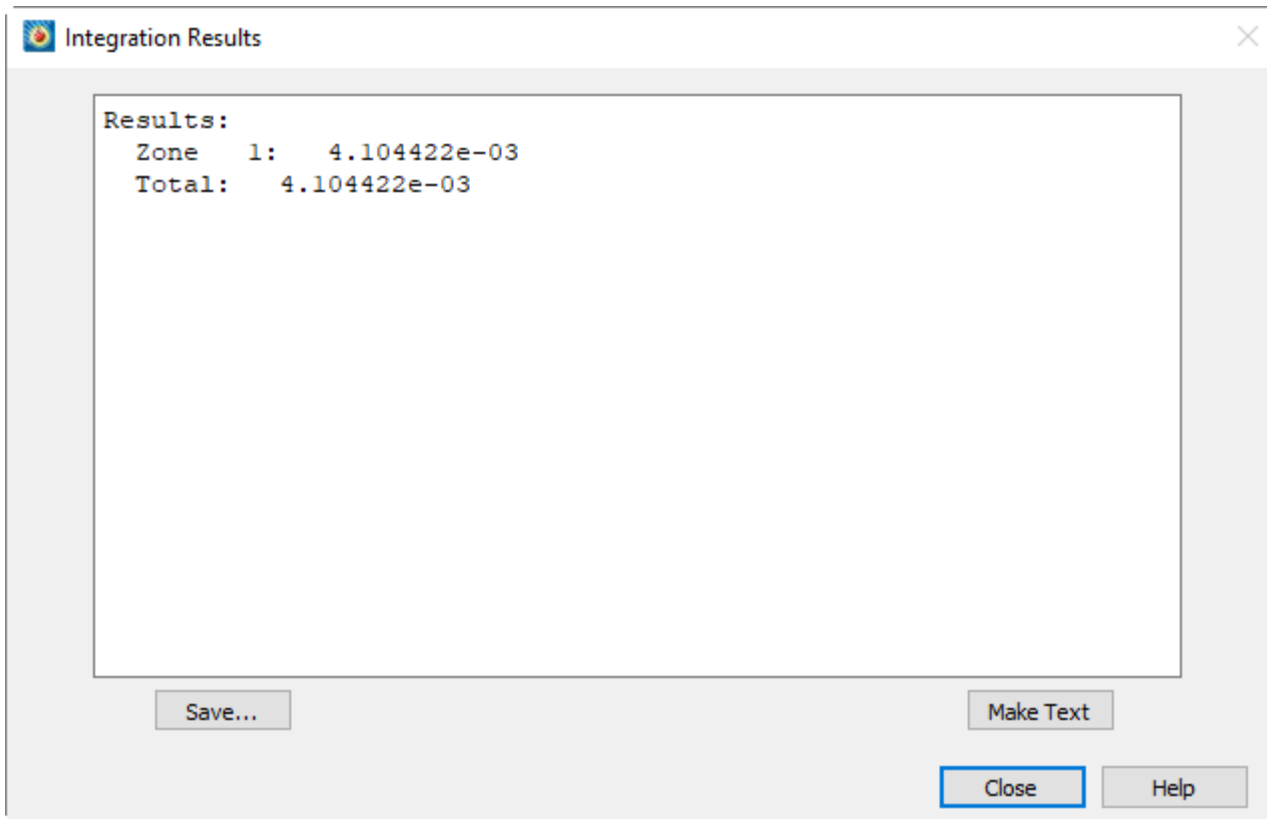 Integration Results
Results:
Zone 1: 4.104422e-03
Total: 4.104422e-03
Save...
Make Text
Close
Help